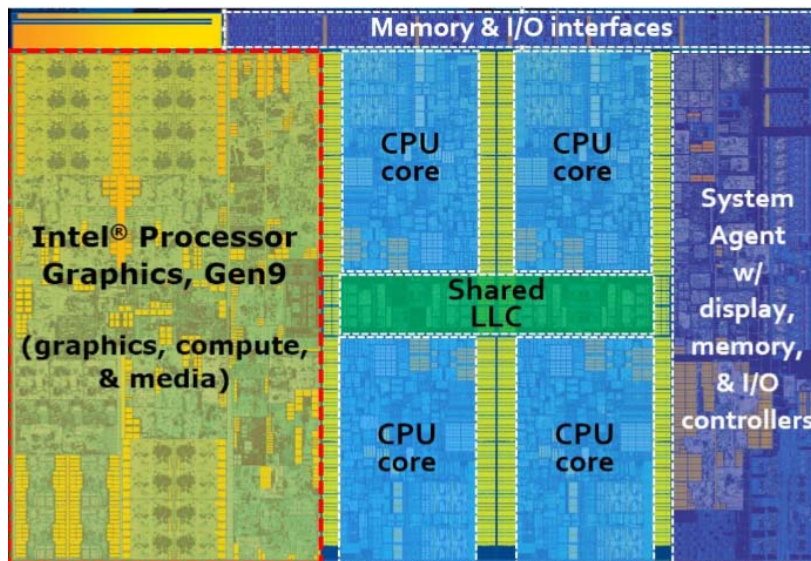 Memory & I/O interfaces
Intel® Processor
Graphics, Gen9
(graphics, compute,
& media)
CPU
core
CPU
core
Shared
LLC
CPU
core
CPU
core
System
Agent
w/
display,
memory,
& I/O
controllers